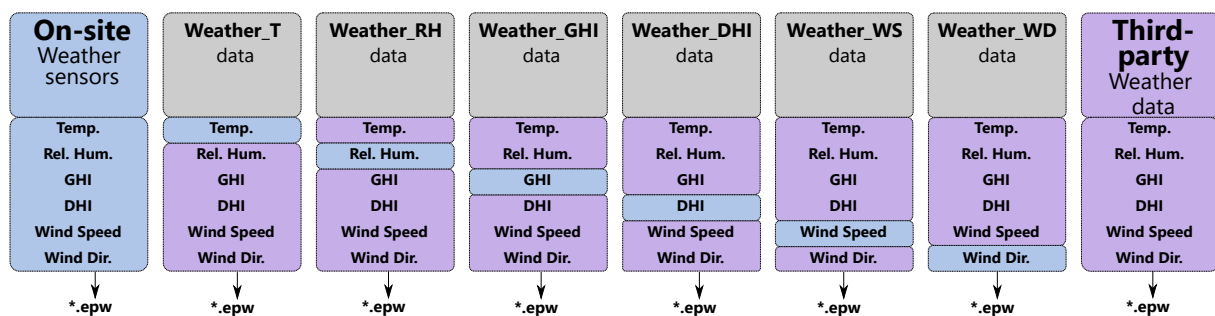 On-site
Weather
sensors
Temp.
Rel. Hum.
GHI
DHI
Wind Speed
Wind Dir.
*.epw
Weather_T
data
Temp.
Rel. Hum.
GHI
DHI
Wind Speed
Wind Dir.
*.epw
Weather_RH
data
Temp.
Rel. Hum.
GHI
DHI
Wind Speed
Wind Dir.
*.epw
Weather_GHI
data
Temp.
Rel. Hum.
GHI
DHI
Wind Speed
Wind Dir.
*.epw
Weather_DHI
data
Temp.
Rel. Hum.
GHI
DHI
Wind Speed
Wind Dir.
*.epw
Weather_WS
data
Temp.
Rel. Hum.
GHI
DHI
Wind Speed
Wind Dir.
*.epw
Weather_WD
data
Temp.
Rel. Hum.
GHI
DHI
Wind Speed
Wind Dir.
*.epw
Third-
party
Weather
data
Temp.
Rel. Hum.
GHI
DHI
Wind Speed
Wind Dir.
*.epw